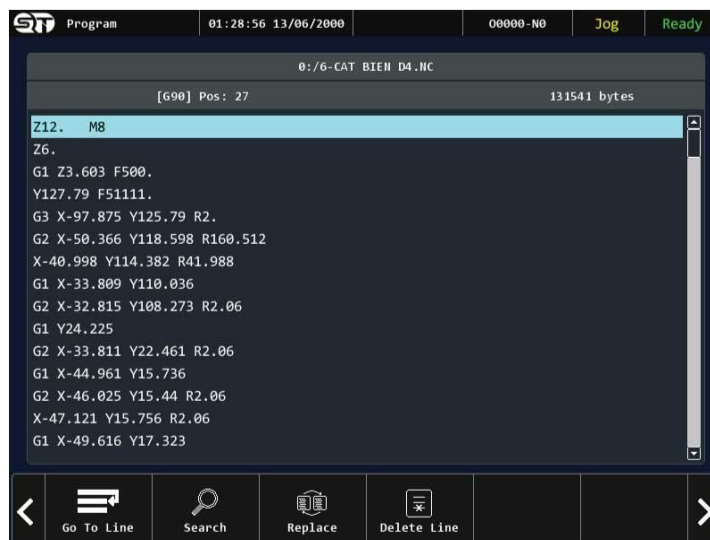 Program 01:28:56 13/06/2000 O0000-N0 Jog Ready
0:/6-CAT BIEN D4.NC
[G90] Pos: 27 131541 bytes
Z12. M8
Z6.
G1 Z3.603 F500.
Y127.79 F51111.
G3 X-97.875 Y125.79 R2.
G2 X-50.366 Y118.598 R160.512
X-40.998 Y114.382 R41.988
G1 X-33.809 Y110.036
G2 X-32.815 Y108.273 R2.06
G1 Y24.225
G2 X-33.811 Y22.461 R2.06
G1 X-44.961 Y15.736
G2 X-46.025 Y15.44 R2.06
X-47.121 Y15.756 R2.06
G1 X-49.616 Y17.323
Go To Line Search Replace Delete Line